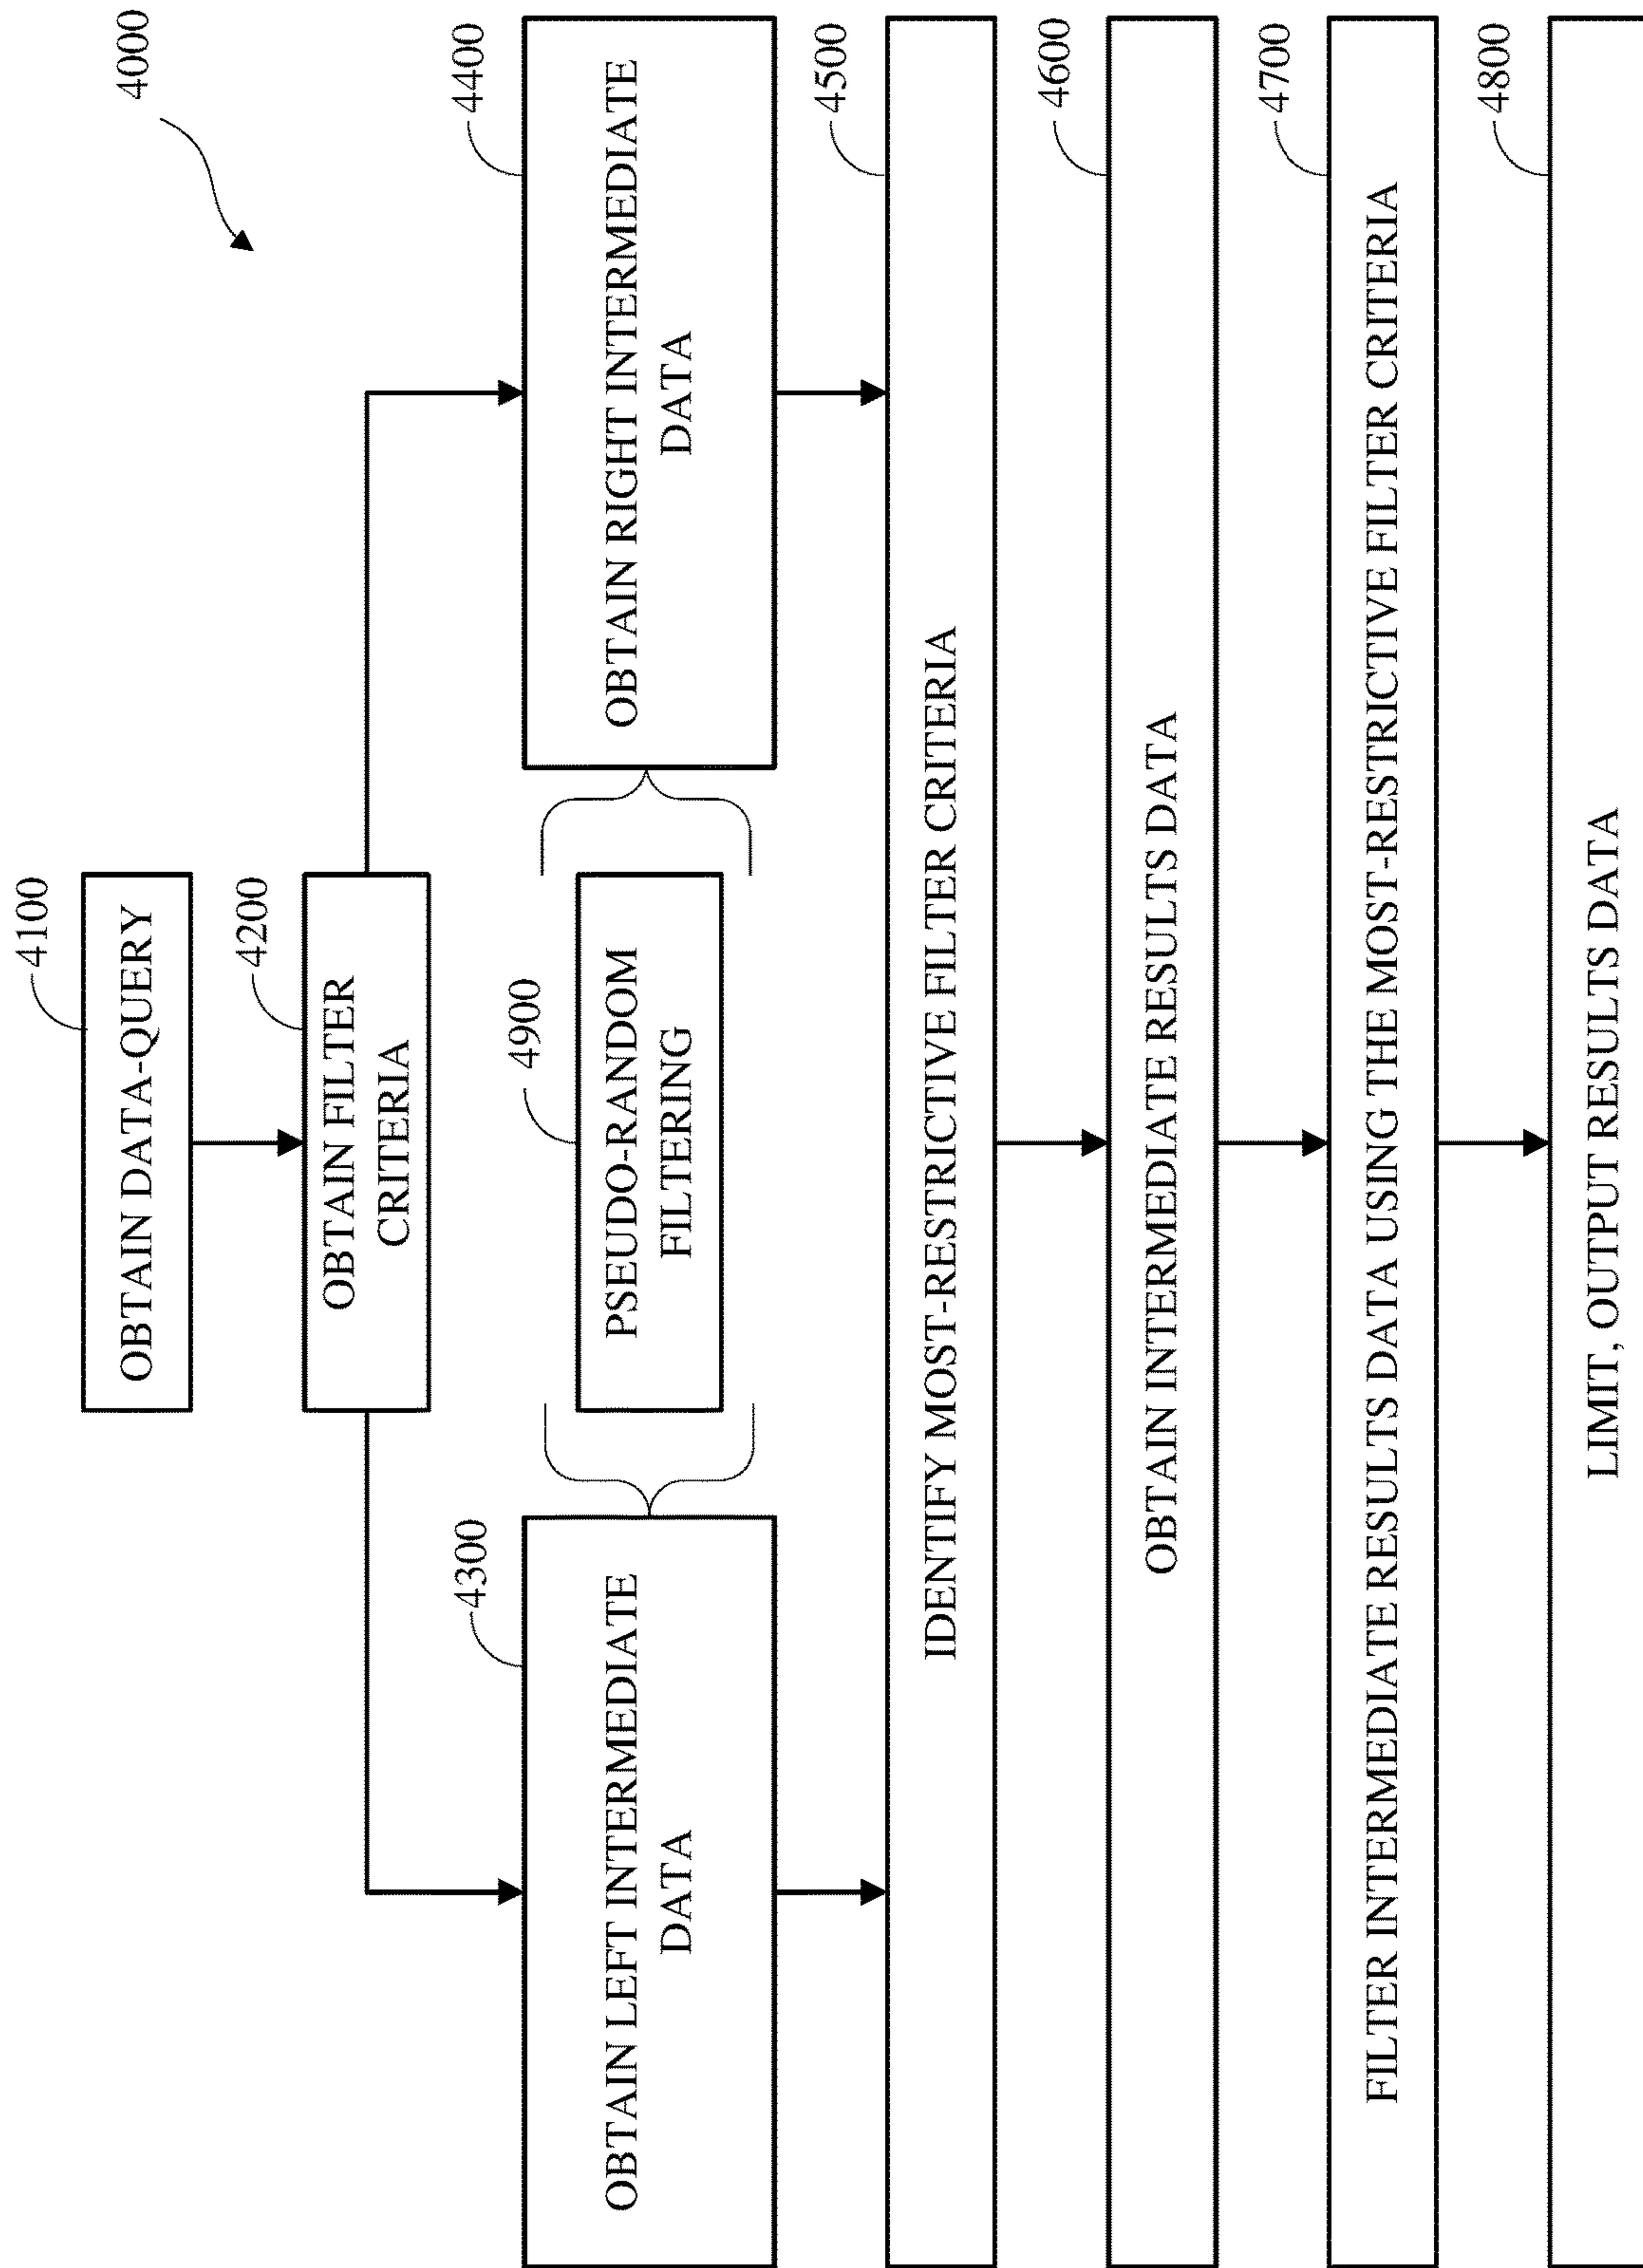 4000
4100
OBTAIN DATA-QUERY
4200
OBTAIN FILTER
CRITERIA
4300
OBTAIN LEFT INTERMEDIATE
DATA
4900
PSEUDO-RANDOM
FILTERING
4400
OBTAIN RIGHT INTERMEDIATE
DATA
4500
IDENTIFY MOST-RESTRICTIVE FILTER CRITERIA
4600
OBTAIN INTERMEDIATE RESULTS DATA
4700
FILTER INTERMEDIATE RESULTS DATA USING THE MOST-RESTRICTIVE FILTER CRITERIA
4800
LIMIT, OUTPUT RESULTS DATA